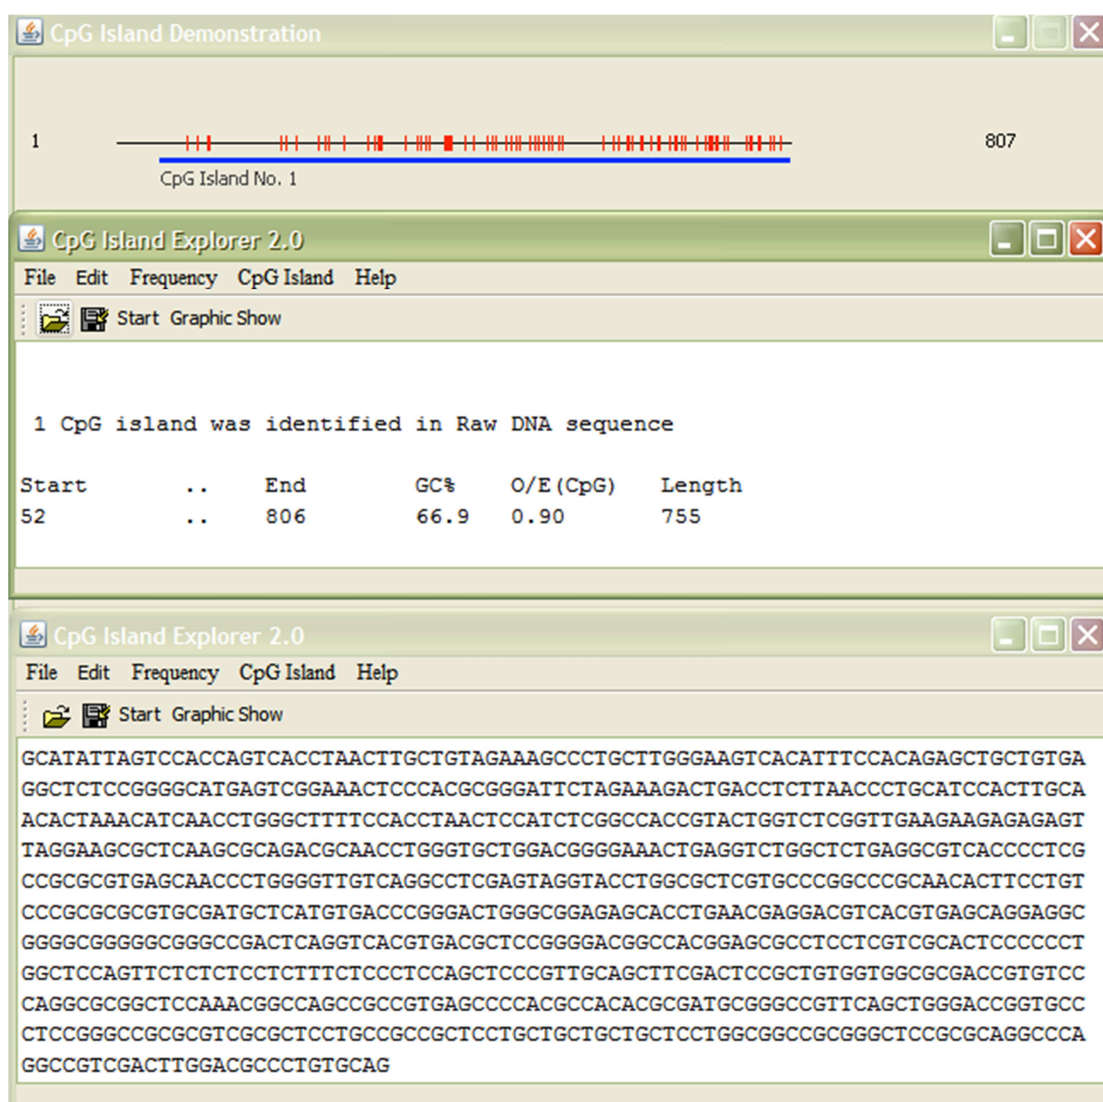 CpG Island Demonstration
1
807
CpG Island No. 1
CpG Island Explorer 2.0
File Edit Frequency CpG Island Help
Start Graphic Show
1 CpG island was identified in Raw DNA sequence
Start .. End GC% O/E(CpG) Length
52 .. 806 66.9 0.90 755
CpG Island Explorer 2.0
File Edit Frequency CpG Island Help
Start Graphic Show
GCATATTAGTCCACCAGTCACCTAACTTGCTGTAGAAAGCCCTGCTTGGGAAGTCACATTTCCACAGAGCTGCTGTGA
GGCTCTCCGGGGCATGAGTCGGAAACTCCCACGCGGGATTCTAGAAAGACTGACCTCTTAACCCTGCATCCACTTGCA
ACACTAAACATCAACCTGGGCTTTTCCACCTAACTCCATCTCGGCCACCGTACTGGTCTCGGTTGAAGAAGAGAGAGT
TAGGAAGCGCTCAAGCGCAGACGCAACCTGGGTGCTGGACGGGGAAACTGAGGTCTGGCTCTGAGGCGTCACCCCTCG
CCGCGCGTGAGCAACCCTGGGGTTGTCAGGCCTCGAGTAGGTACCTGGCGCTCGTGCCCGGCCCGCAACACTTCCTGT
CCCGCGCGCGTGCGATGCTCATGTGACCCGGGACTGGGCGGAGAGCACCTGAACGAGGACGTCACGTGAGCAGGAGGC
GGGGCGGGGGCGGGCCGACTCAGGTCACGTGACGCTCCGGGGACGGCCACGGAGCGCCTCCTCGTCGCACTCCCCCCT
GGCTCCAGTTCTCTCTCCTCTTTCTCCCTCCAGCTCCCGTTGCAGCTTCGACTCCGCTGTGGTGGCGCGACCGTGTCC
CAGGCGCGGCTCCAAACGGCCAGCCGCCGTGAGCCCCACGCCACACGCGATGCGGGCCGTTCAGCTGGGACCGGTGCC
CTCCGGGCCGCGCGTCGCGCTCCTGCCGCCGCTCCTGCTGCTGCTGCTCCTGGCGGCCGCGGGCTCCGCGCAGGCCCA
GGCCGTCGACTTGGACGCCCTGTGCAG